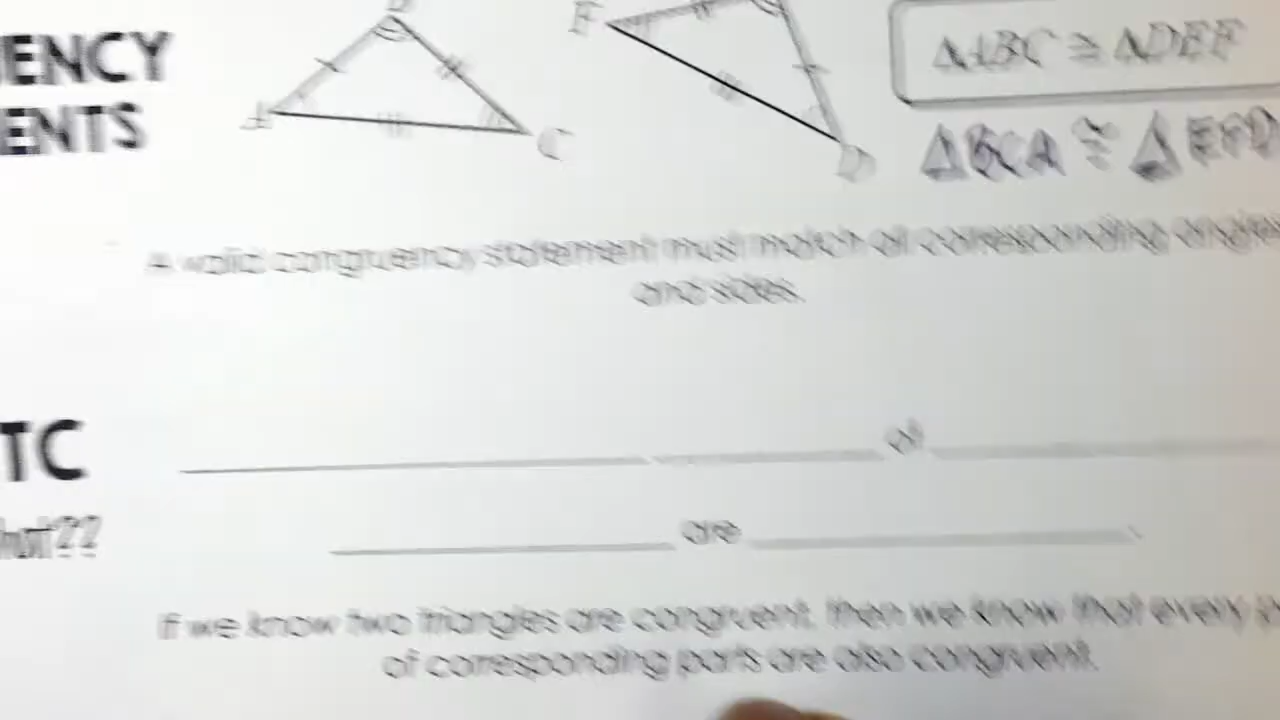 B
F
ENCY
ΔABC ≅ ΔDEF
A
C
D
ENTS
ΔBCA ≅ ΔEFD
A valid congruency statement must match all corresponding angles
and sides.
TC
of
are
If we know two triangles are congruent, then we know that every
of corresponding parts are also congruent.